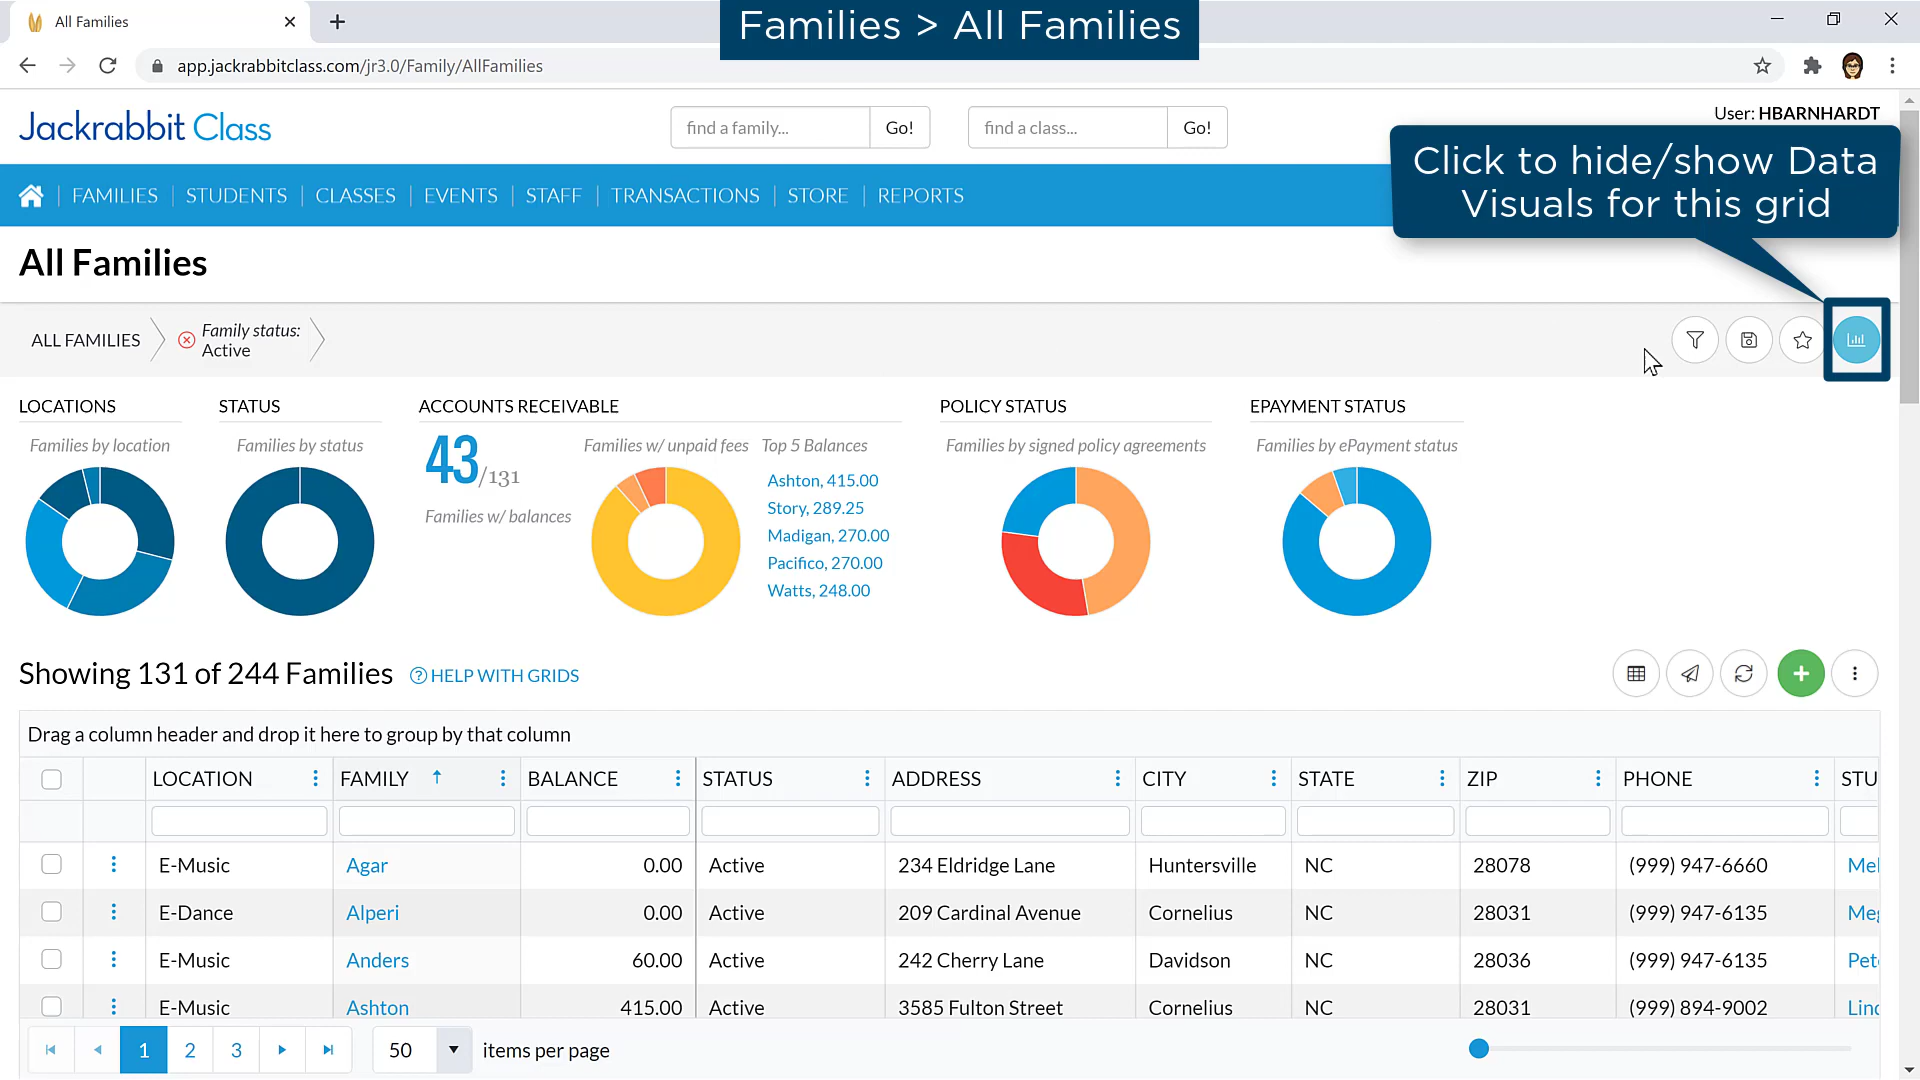 All Families
Families > All Families
app.jackrabbitclass.com/jr3.0/Family/AllFamilies
Jackrabbit Class
find a family...
Go!
find a class...
Go!
User: HBARNHARDT
Click to hide/show Data
Visuals for this grid
FAMILIES
STUDENTS
CLASSES
EVENTS
STAFF
TRANSACTIONS
STORE
REPORTS
All Families
ALL FAMILIES
Family status:
Active
LOCATIONS
Families by location
STATUS
Families by status
ACCOUNTS RECEIVABLE
43/131
Families w/ balances
Families w/ unpaid fees
Top 5 Balances
Ashton, 415.00
Story, 289.25
Madigan, 270.00
Pacifico, 270.00
Watts, 248.00
POLICY STATUS
Families by signed policy agreements
EPAYMENT STATUS
Families by ePayment status
Showing 131 of 244 Families
HELP WITH GRIDS
Drag a column header and drop it here to group by that column
LOCATION FAMILY BALANCE STATUS ADDRESS CITY STATE ZIP PHONE STU
E-Music Agar 0.00 Active 234 Eldridge Lane Huntersville NC 28078 (999) 947-6660 Mel
E-Dance Alperi 0.00 Active 209 Cardinal Avenue Cornelius NC 28031 (999) 947-6135 Meg
E-Music Anders 60.00 Active 242 Cherry Lane Davidson NC 28036 (999) 947-6135 Pet
E-Music Ashton 415.00 Active 3585 Fulton Street Cornelius NC 28031 (999) 894-9002 Lind
1 2 3 50 items per page